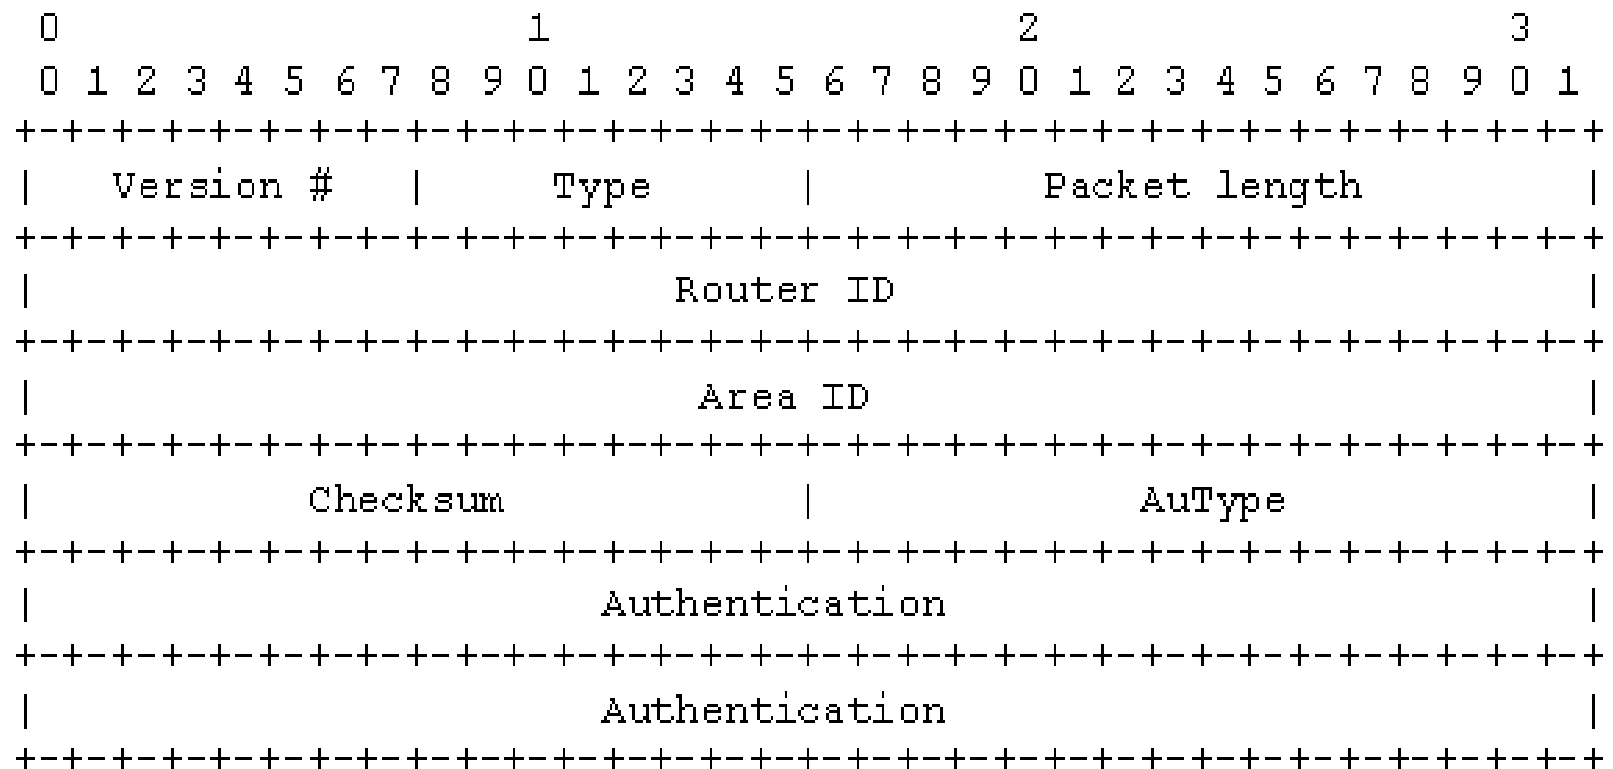 0                   1                   2                   3
 0 1 2 3 4 5 6 7 8 9 0 1 2 3 4 5 6 7 8 9 0 1 2 3 4 5 6 7 8 9 0 1
+-+-+-+-+-+-+-+-+-+-+-+-+-+-+-+-+-+-+-+-+-+-+-+-+-+-+-+-+-+-+-+-+
|   Version #   |     Type      |         Packet length         |
+-+-+-+-+-+-+-+-+-+-+-+-+-+-+-+-+-+-+-+-+-+-+-+-+-+-+-+-+-+-+-+-+
|                          Router ID                            |
+-+-+-+-+-+-+-+-+-+-+-+-+-+-+-+-+-+-+-+-+-+-+-+-+-+-+-+-+-+-+-+-+
|                           Area ID                             |
+-+-+-+-+-+-+-+-+-+-+-+-+-+-+-+-+-+-+-+-+-+-+-+-+-+-+-+-+-+-+-+-+
|           Checksum            |             AuType            |
+-+-+-+-+-+-+-+-+-+-+-+-+-+-+-+-+-+-+-+-+-+-+-+-+-+-+-+-+-+-+-+-+
|                       Authentication                          |
+-+-+-+-+-+-+-+-+-+-+-+-+-+-+-+-+-+-+-+-+-+-+-+-+-+-+-+-+-+-+-+-+
|                       Authentication                          |
+-+-+-+-+-+-+-+-+-+-+-+-+-+-+-+-+-+-+-+-+-+-+-+-+-+-+-+-+-+-+-+-+